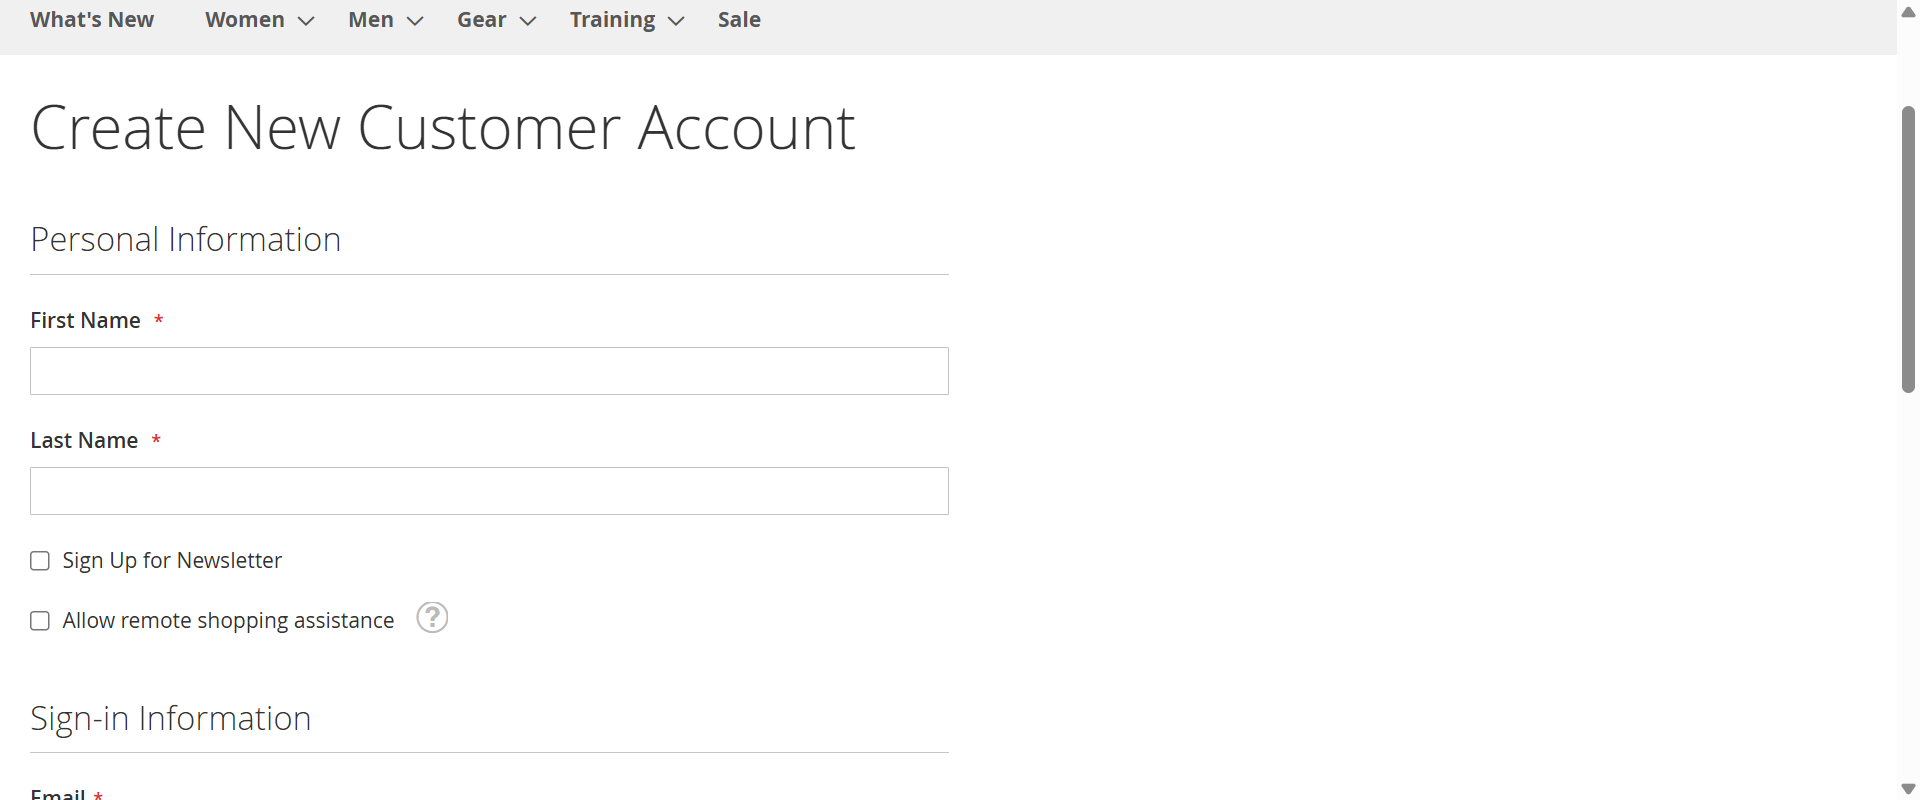 What's New Women Men Gear Training Sale
Create New Customer Account
Personal Information
First Name *
Last Name *
Sign Up for Newsletter
Allow remote shopping assistance ?
Sign-in Information
Email *